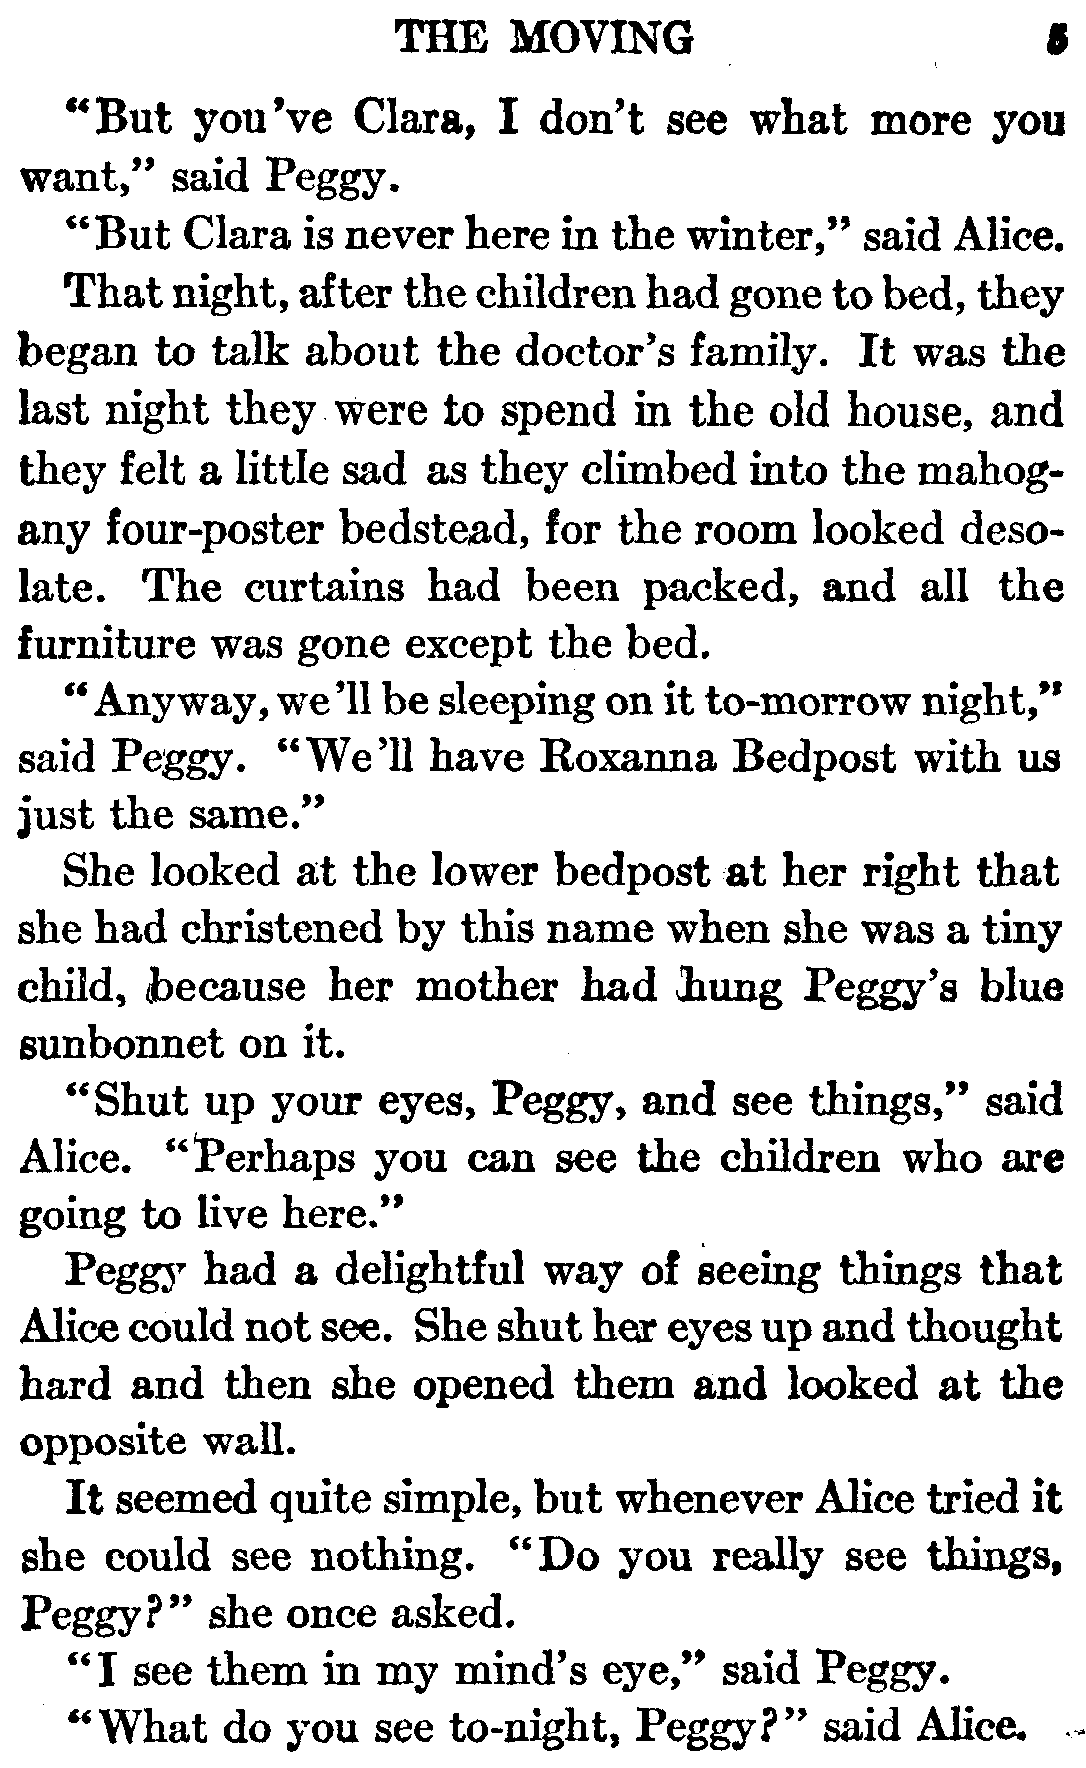 THE MOVING 5
"But you've Clara, I don't see what more you
want," said Peggy.
"But Clara is never here in the winter," said Alice.
That night, after the children had gone to bed, they
began to talk about the doctor's family. It was the
last night they were to spend in the old house, and
they felt a little sad as they climbed into the mahog-
any four-poster bedstead, for the room looked deso-
late. The curtains had been packed, and all the
furniture was gone except the bed.
"Anyway, we'll be sleeping on it to-morrow night,"
said Peggy. "We'll have Roxanna Bedpost with us
just the same."
She looked at the lower bedpost at her right that
she had christened by this name when she was a tiny
child, because her mother had hung Peggy's blue
sunbonnet on it.
"Shut up your eyes, Peggy, and see things," said
Alice. "Perhaps you can see the children who are
going to live here."
Peggy had a delightful way of seeing things that
Alice could not see. She shut her eyes up and thought
hard and then she opened them and looked at the
opposite wall.
It seemed quite simple, but whenever Alice tried it
she could see nothing. "Do you really see things,
Peggy?" she once asked.
"I see them in my mind's eye," said Peggy.
"What do you see to-night, Peggy?" said Alice.